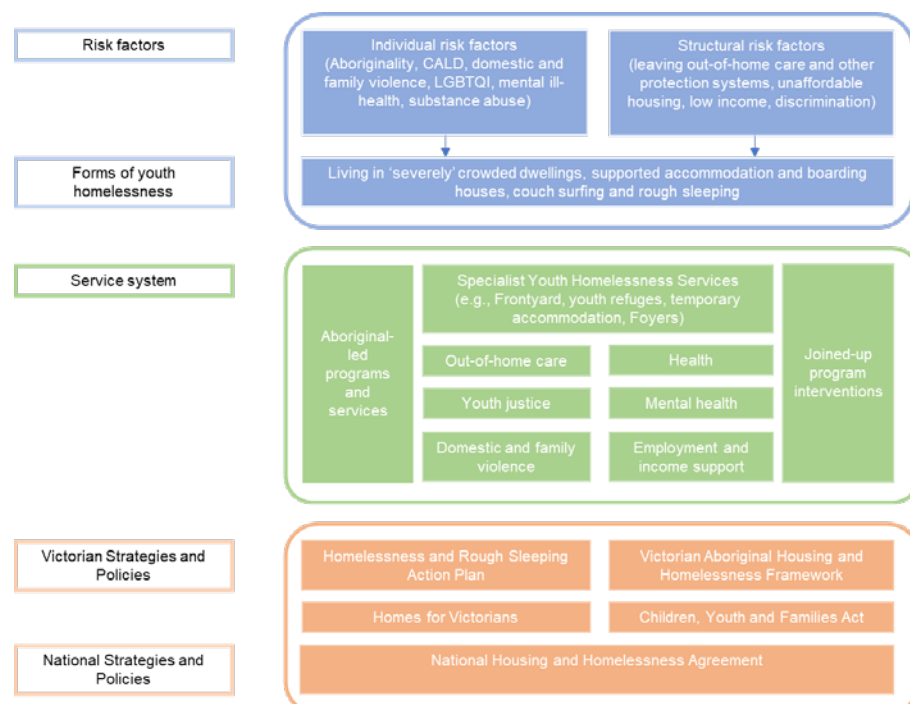 Risk factors
Individual risk factors
(Aboriginality, CALD, domestic and
family violence, LGBTQI, mental ill-
health, substance abuse)
Structural risk factors
(leaving out-of-home care and other
protection systems, unaffordable
housing, low income, discrimination)
Forms of youth
homelessness
Living in ‘severely’ crowded dwellings, supported accommodation and boarding
houses, couch surfing and rough sleeping
Service system
Aboriginal-
led
programs
and
services
Specialist Youth Homelessness Services
(e.g., Frontyard, youth refuges, temporary
accommodation, Foyers)
Out-of-home care
Health
Youth justice
Mental health
Domestic and family
violence
Employment and
income support
Joined-up
program
interventions
Victorian Strategies and
Policies
Homelessness and Rough Sleeping
Action Plan
Victorian Aboriginal Housing and
Homelessness Framework
Homes for Victorians
Children, Youth and Families Act
National Strategies and
Policies
National Housing and Homelessness Agreement